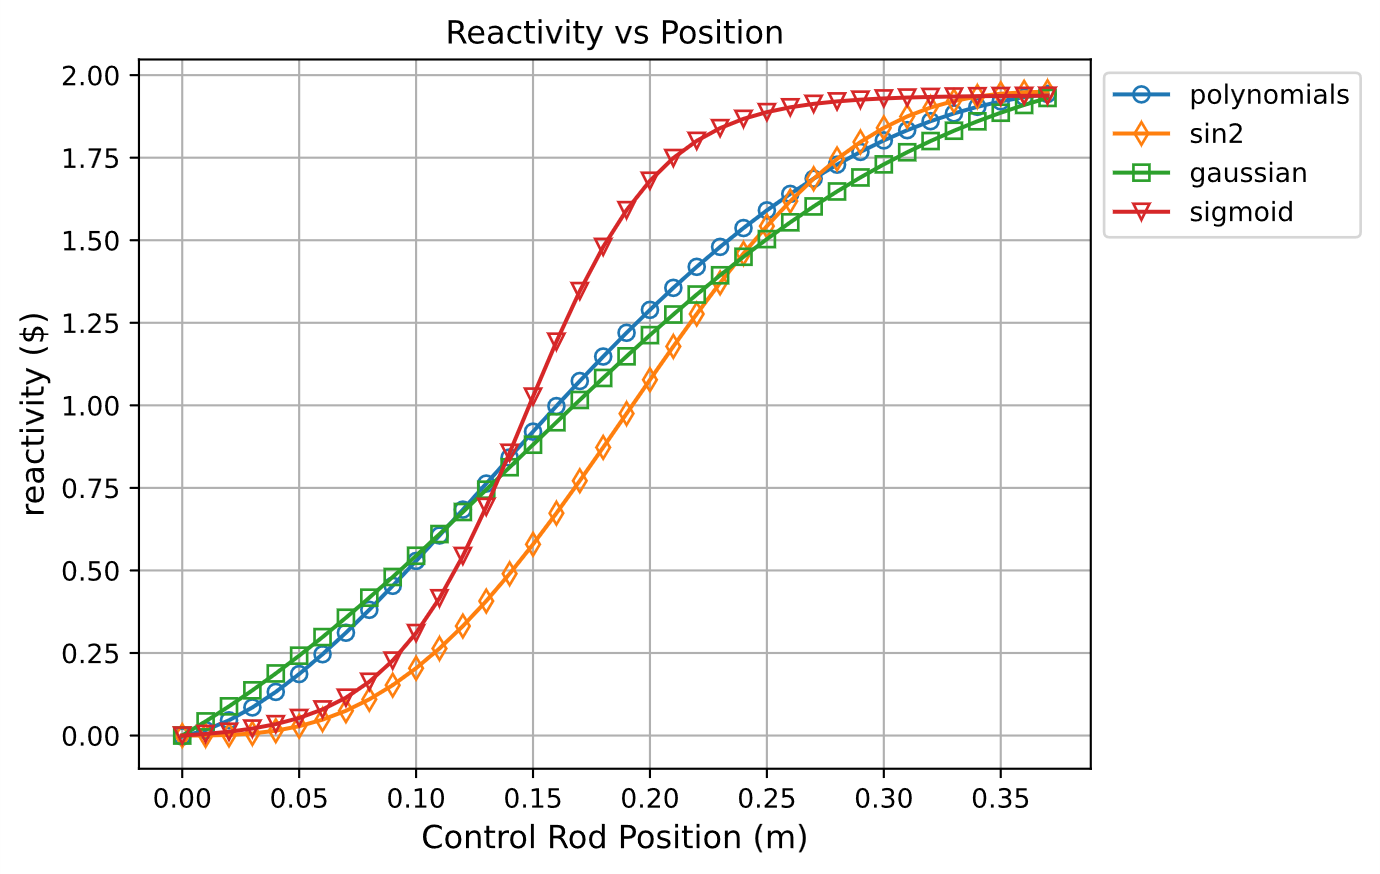 Reactivity vs Position
2.00
1.75
1.50
1.25
1.00
0.75
0.50
0.25
0.00
reactivity ($)
0.00 0.05 0.10 0.15 0.20 0.25 0.30 0.35
Control Rod Position (m)
polynomials
sin2
gaussian
sigmoid